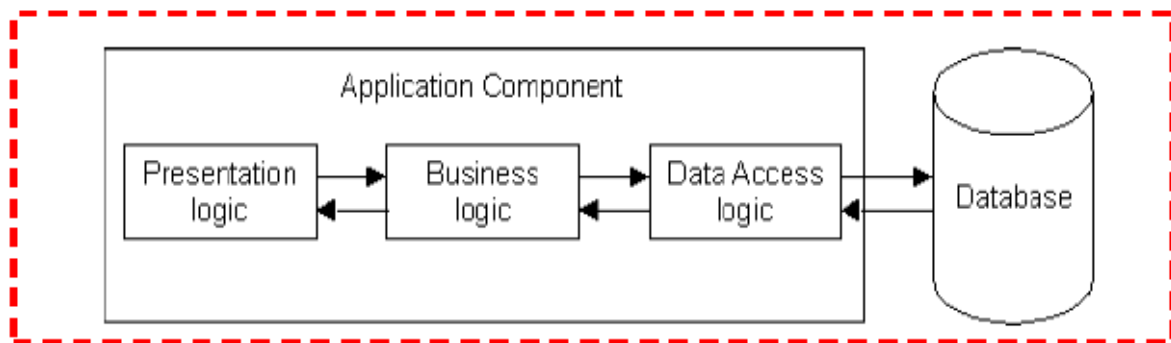 Application Component
Presentation
logic
Business
logic
Data Access
logic
Database